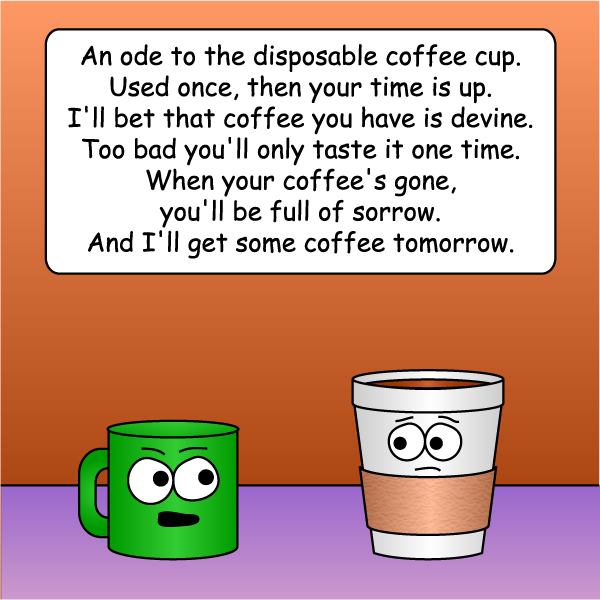 An ode to the disposable coffee cup.
Used once, then your time is up.
I'll bet that coffee you have is devine.
Too bad you'll only taste it one time.
When your coffee's gone,
you'll be full of sorrow.
And I'll get some coffee tomorrow.